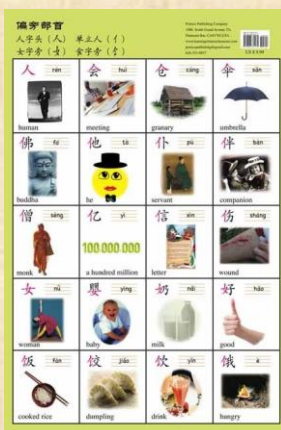 偏旁部首
人字头 (人) 单立人 (亻)
女字旁 (女) 食字旁 (饣)
人 rén
human
会 huì
meeting
仓 cāng
granary
伞 sǎn
umbrella
佛 fó
buddha
他 tā
he
仆 pú
servant
伴 bàn
companion
僧 sēng
monk
亿 yì
100 000 000
a hundred million
信 xìn
letter
伤 shāng
wound
女 nǚ
woman
婴 yīng
baby
奶 nǎi
milk
好 hǎo
good
饭 fàn
cooked rice
饺 jiǎo
dumpling
饮 yǐn
drink
饿 è
hungry